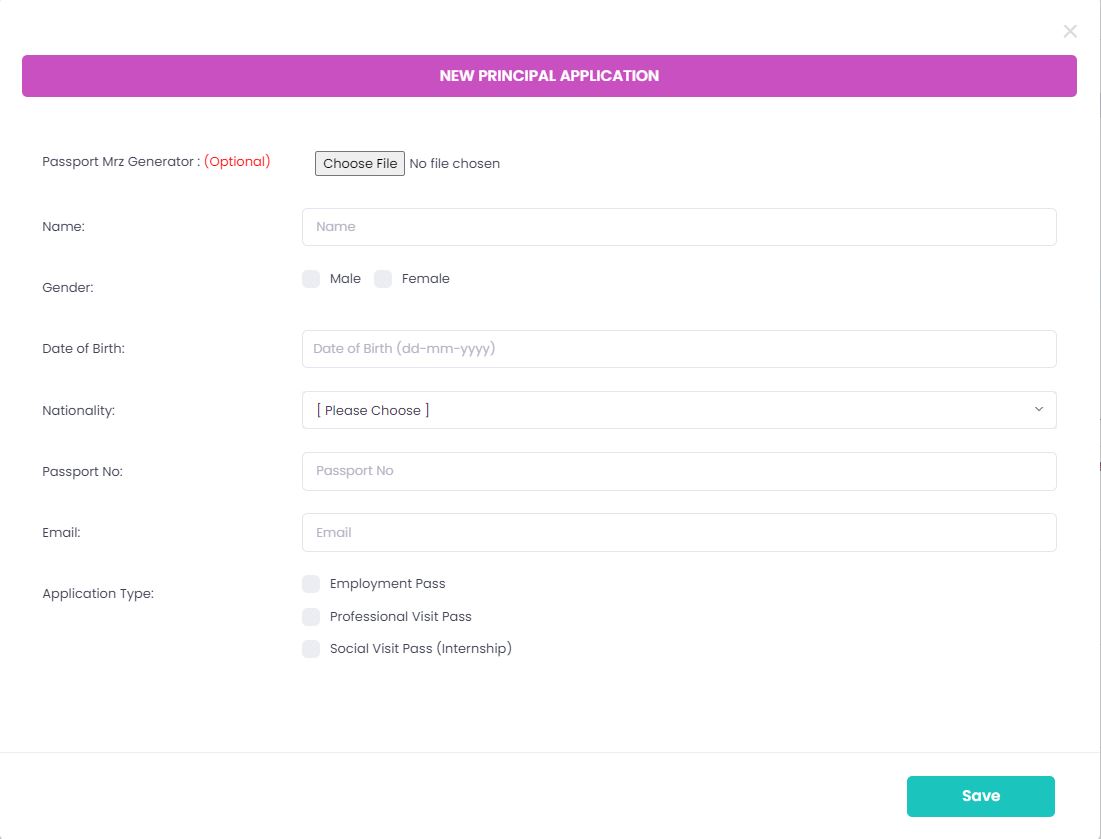 NEW PRINCIPAL APPLICATION
Passport Mrz Generator : (Optional) Choose File No file chosen
Name: Name
Gender: Male Female
Date of Birth: Date of Birth (dd-mm-yyyy)
Nationality: [ Please Choose ]
Passport No: Passport No
Email: Email
Application Type: Employment Pass
Professional Visit Pass
Social Visit Pass (Internship)
Save